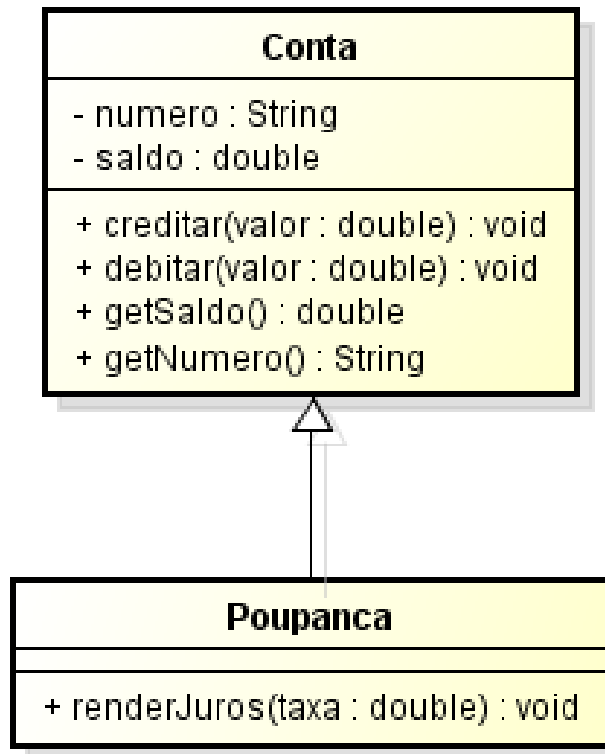 Conta
- numero : String
- saldo : double
+ creditar(valor : double) : void
+ debitar(valor : double) : void
+ getSaldo() : double
+ getNumero() : String
Poupanca
+ renderJuros(taxa : double) : void